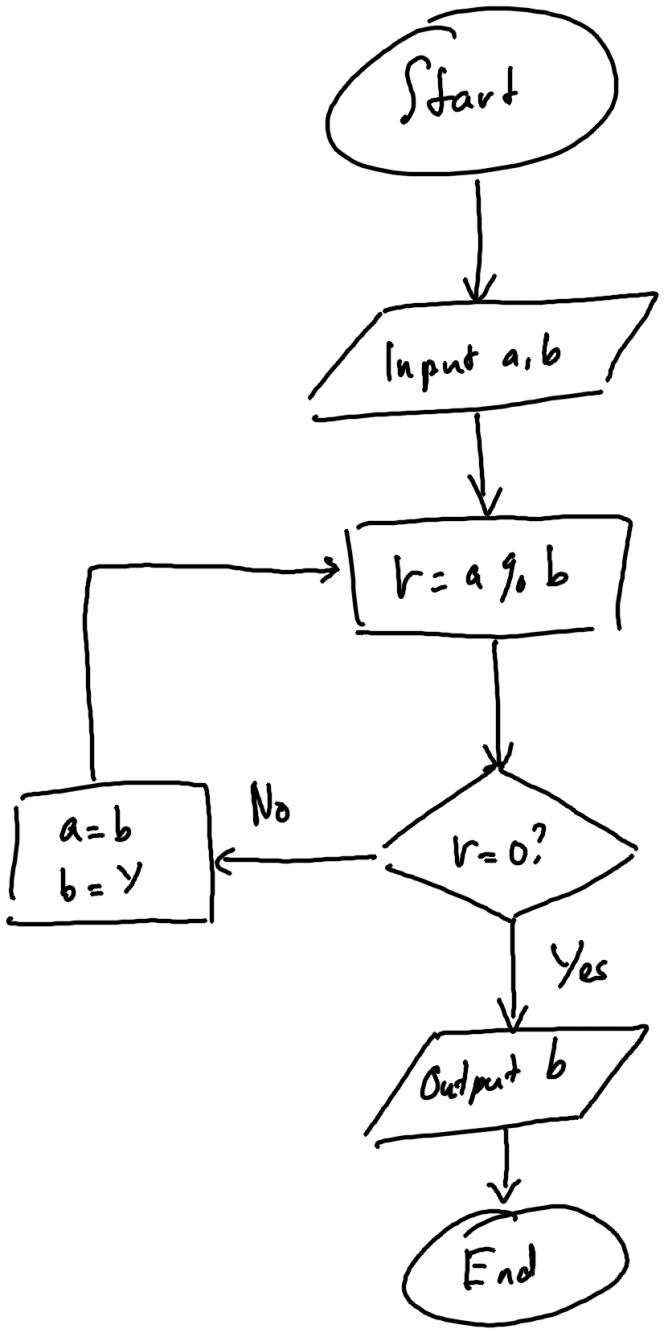 Start
Input a, b
r = a % b
r = 0?
No
a = b
b = r
Yes
Output b
End